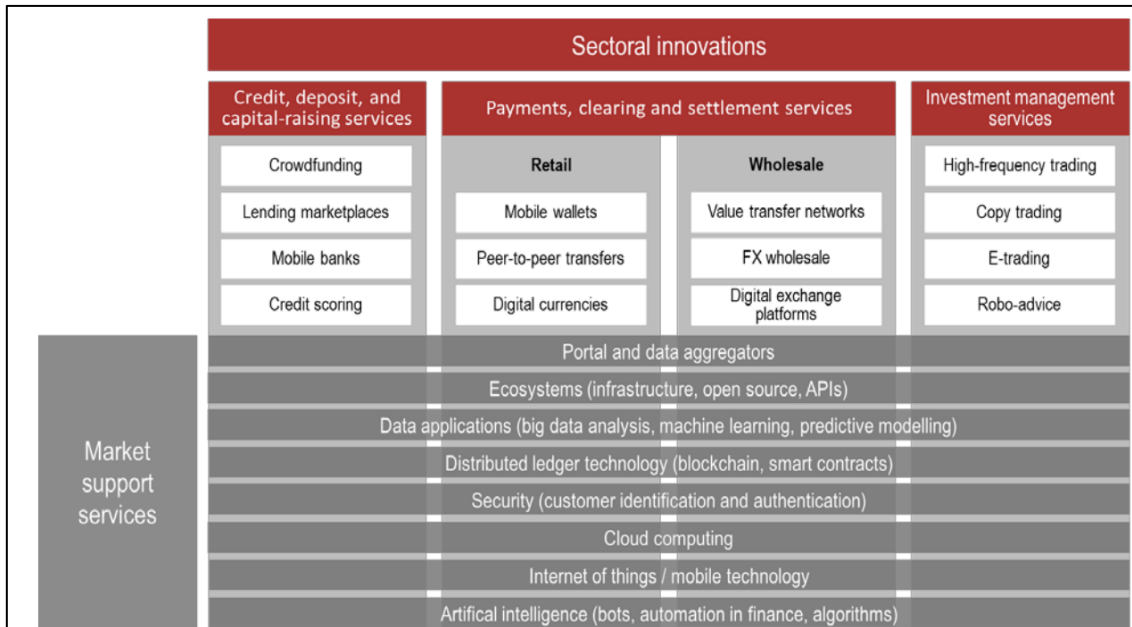 Sectoral innovations
Credit, deposit, and
capital-raising services
Payments, clearing and settlement services
Investment management
services
Crowdfunding
Lending marketplaces
Mobile banks
Credit scoring
Retail
Mobile wallets
Peer-to-peer transfers
Digital currencies
Wholesale
Value transfer networks
FX wholesale
Digital exchange
platforms
High-frequency trading
Copy trading
E-trading
Robo-advice
Market
support
services
Portal and data aggregators
Ecosystems (infrastructure, open source, APIs)
Data applications (big data analysis, machine learning, predictive modelling)
Distributed ledger technology (blockchain, smart contracts)
Security (customer identification and authentication)
Cloud computing
Internet of things / mobile technology
Artifical intelligence (bots, automation in finance, algorithms)